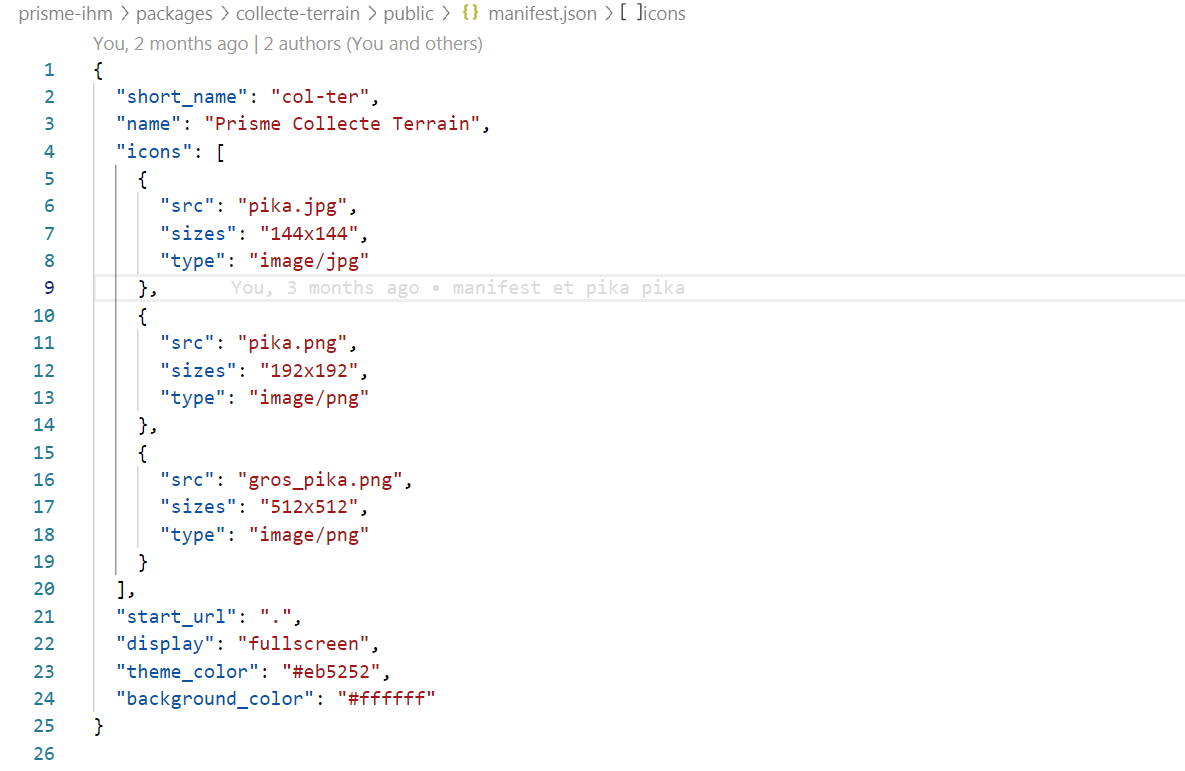 prisme-ihm > packages > collecte-terrain > public > {} manifest.json > [ ]icons
You, 2 months ago | 2 authors (You and others)
1 {
2 "short_name": "col-ter",
3 "name": "Prisme Collecte Terrain",
4 "icons": [
5 {
6 "src": "pika.jpg",
7 "sizes": "144x144",
8 "type": "image/jpg"
9 }, You, 3 months ago • manifest et pika pika
10 {
11 "src": "pika.png",
12 "sizes": "192x192",
13 "type": "image/png"
14 },
15 {
16 "src": "gros_pika.png",
17 "sizes": "512x512",
18 "type": "image/png"
19 }
20 ],
21 "start_url": ".",
22 "display": "fullscreen",
23 "theme_color": "#eb5252",
24 "background_color": "#ffffff"
25 }
26